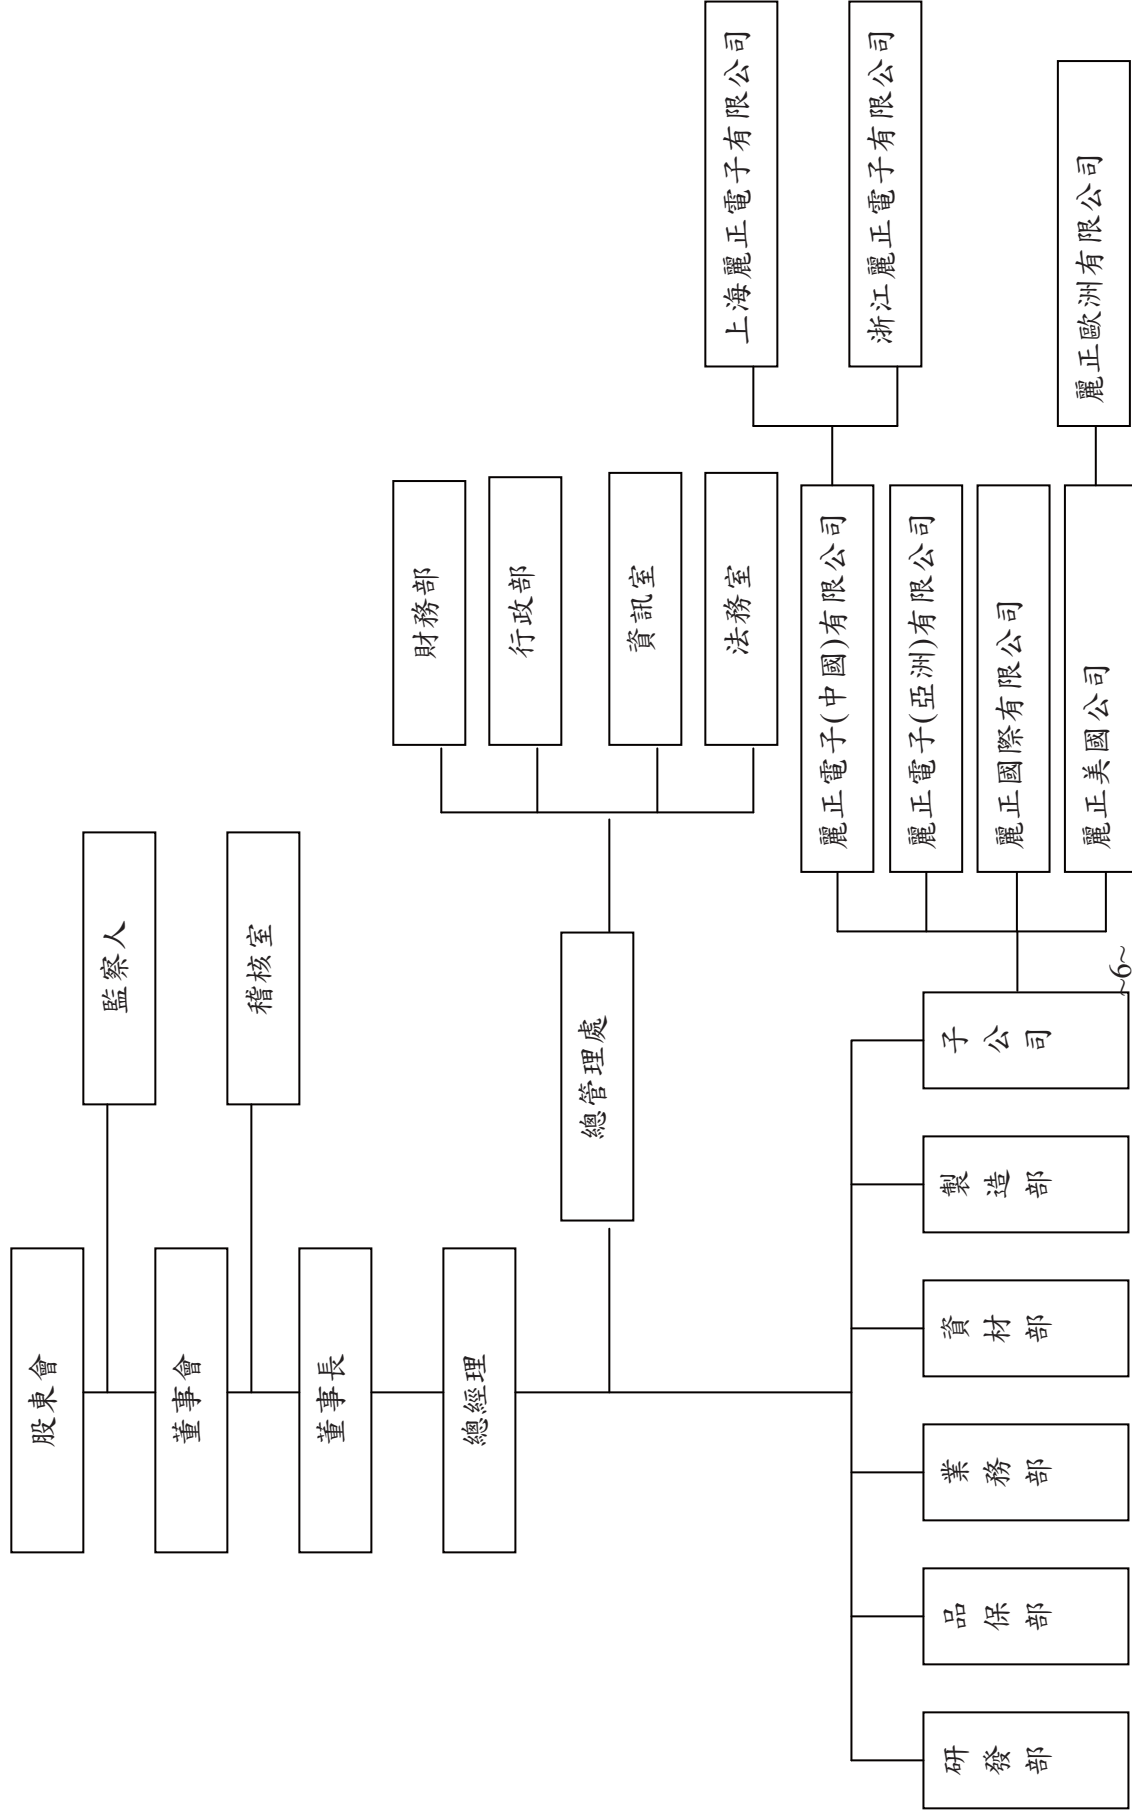 股東會
監察人
董事會
稽核室
董事長
總經理
總管理處
財務部
行政部
資訊室
法務室
研發部
品保部
業務部
資材部
製造部
子公司
麗正電子(中國)有限公司
麗正電子(亞洲)有限公司
麗正國際有限公司
麗正美國公司
上海麗正電子有限公司
浙江麗正電子有限公司
麗正歐洲有限公司
~6~